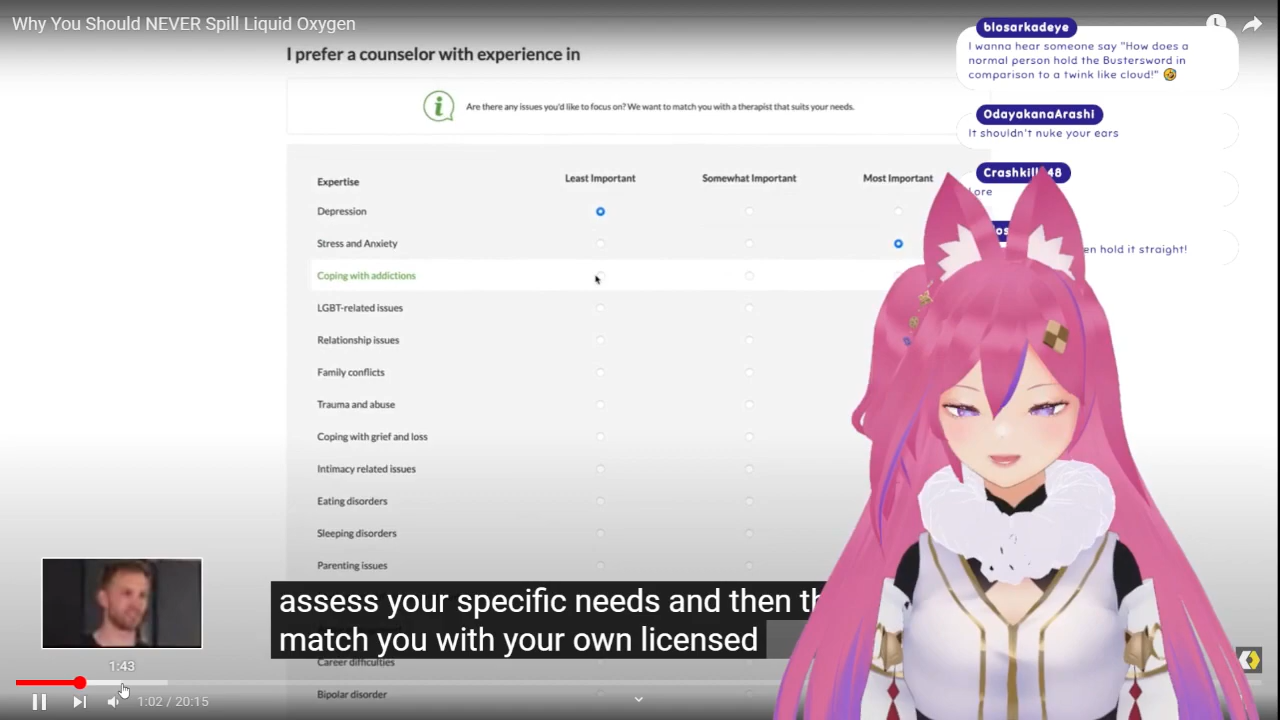 Why You Should NEVER Spill Liquid Oxygen
I prefer a counselor with experience in
Are there any issues you'd like to focus on? We want to match you with a therapist that suits your needs.
Expertise
Least Important
Somewhat Important
Most Important
Depression
Stress and Anxiety
Coping with addictions
LGBT-related issues
Relationship issues
Family conflicts
Trauma and abuse
Coping with grief and loss
Intimacy related issues
Eating disorders
Sleeping disorders
Parenting issues
assess your specific needs and then
match you with your own licensed
Career difficulties
Bipolar disorder
1:43
1:02 / 20:15
blosarkadeye
I wanna hear someone say "How does a
normal person hold the Bustersword in
comparison to a twink like cloud!" 🤣
OdayakanaArashi
It shouldn't nuke your ears
hold it straight!